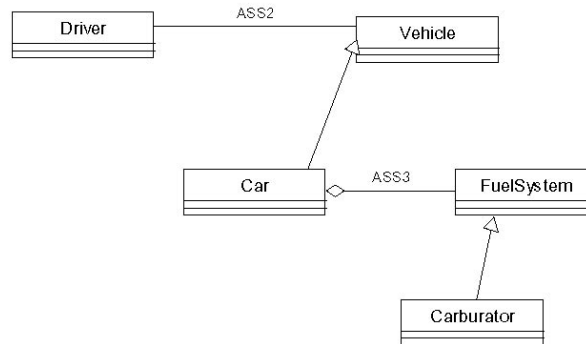 Driver
ASS2
Vehicle
Car
ASS3
FuelSystem
Carburator